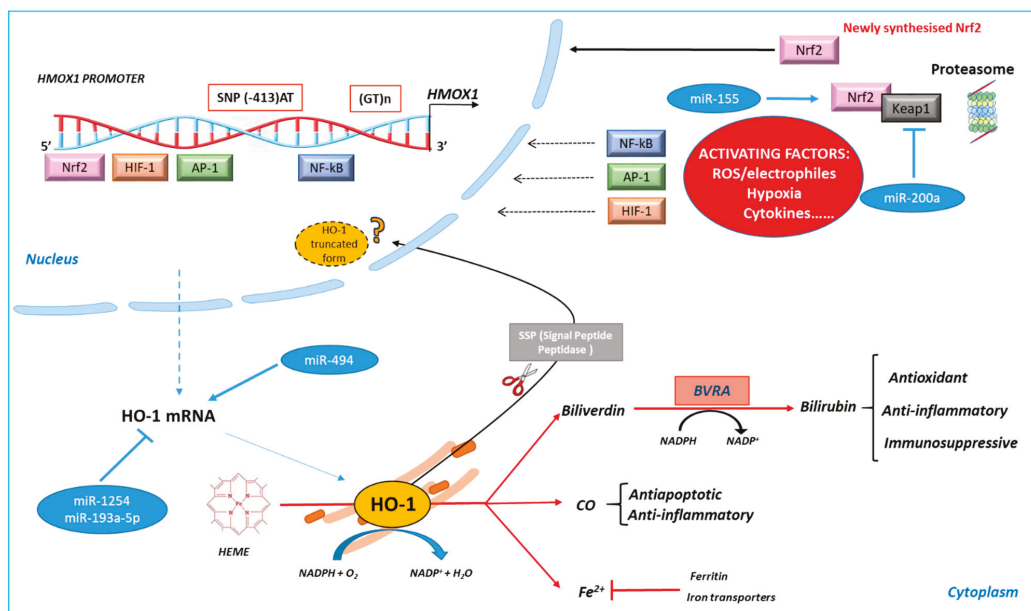 Newly synthesised Nrf2
Nrf2
HMOX1 PROMOTER
SNP (-413)AT
(GT)n
HMOX1
5’
3’
Nrf2
HIF-1
AP-1
NF-kB
miR-155
Nrf2
Keap1
Proteasome
NF-kB
AP-1
HIF-1
ACTIVATING FACTORS:
ROS/electrophiles
Hypoxia
Cytokines......
miR-200a
HO-1
truncated
form
?
Nucleus
SSP (Signal Peptide
Peptidase )
miR-494
HO-1 mRNA
miR-1254
miR-193a-5p
N
N
N
N
Fe
HEME
HO-1
NADPH + O2
NADP+ + H2O
Biliverdin
BVRA
NADPH
NADP+
Bilirubin
Antioxidant
Anti-inflammatory
Immunosuppressive
CO
Antiapoptotic
Anti-inflammatory
Fe2+
Ferritin
Iron transporters
Cytoplasm